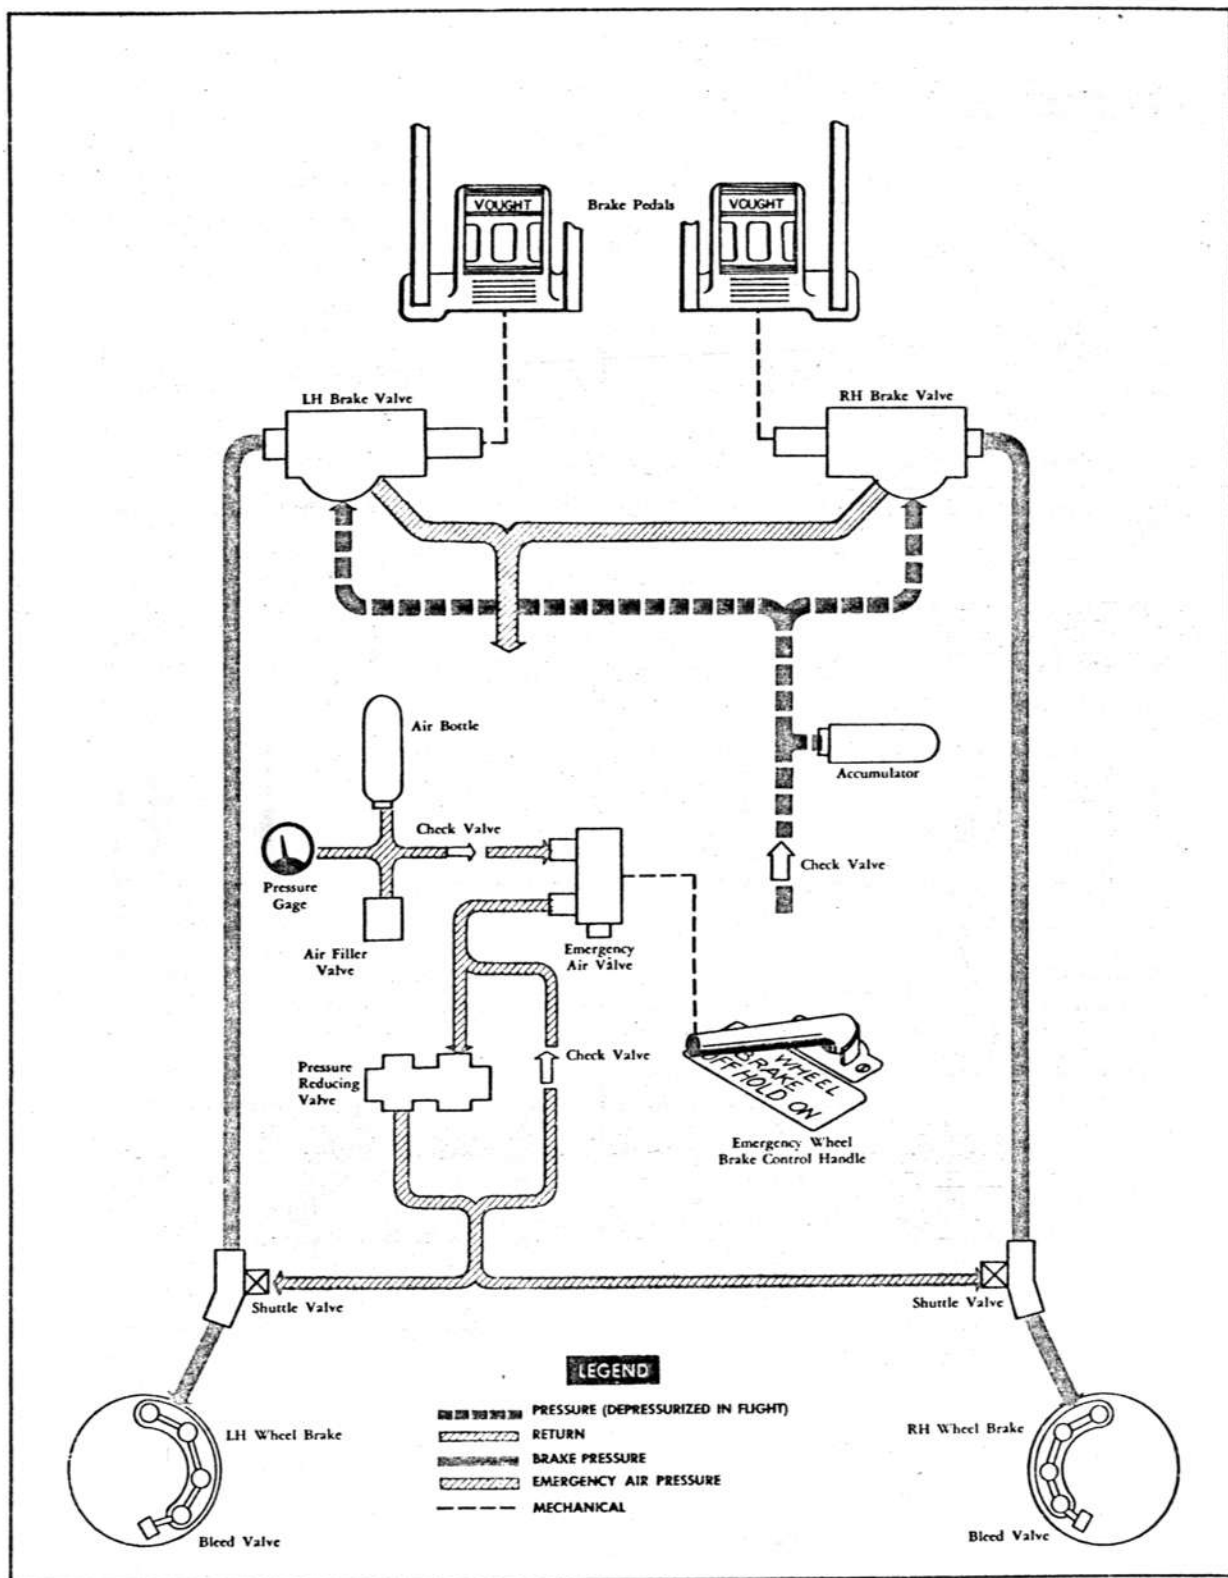 VOUGHT
Brake Pedals
VOUGHT
LH Brake Valve
RH Brake Valve
Air Bottle
Accumulator
Check Valve
Check Valve
Pressure
Gage
Air Filler
Valve
Emergency
Air Valve
Pressure
Reducing
Valve
Check Valve
WHEEL
BRAKE
OFF HOLD ON
Emergency Wheel
Brake Control Handle
Shuttle Valve
Shuttle Valve
LEGEND
PRESSURE (DEPRESSURIZED IN FLIGHT)
RETURN
BRAKE PRESSURE
EMERGENCY AIR PRESSURE
MECHANICAL
LH Wheel Brake
RH Wheel Brake
Bleed Valve
Bleed Valve